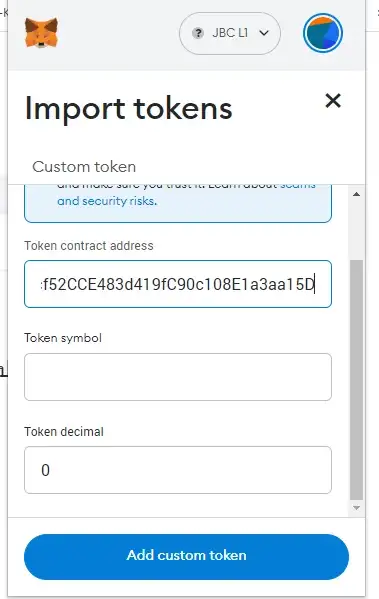 JBC L1
Import tokens
Custom token
and make sure you trust it. Learn about scams
and security risks.
Token contract address
f52CCE483d419fC90c108E1a3aa15D
Token symbol
Token decimal
0
Add custom token